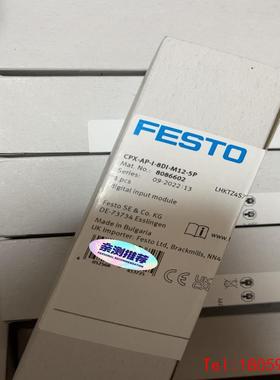 FESTO
CPX-AP-I-8DI-M12-5P
Mat. No.: 8086602
Series: 09-2022 13
pcs
digital input module
LHKTZ4S
Festo SE & Co. KG
DE-73734 Esslingen
Made in Bulgaria
UK Importer: Festo Ltd, Brackmills, NN4
亲测推荐
Tel:18059